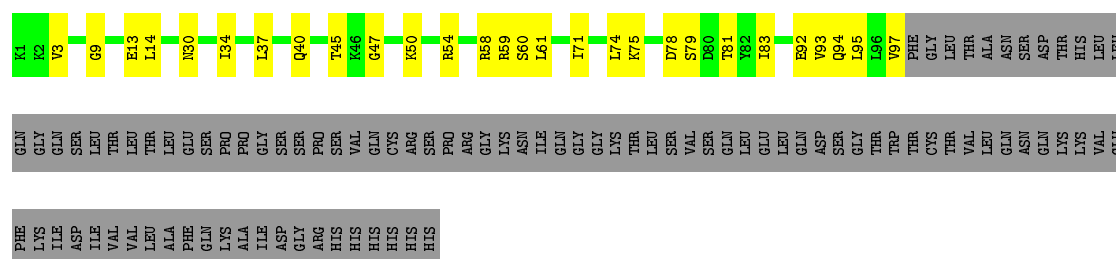 K1 K2 V3 G9 E13 L14 N30 I34 L37 Q40 T45 K46 G47 K50 R54 R58 R59 S60 L61 I71 L74 K75 D78 S79 D80 T81 Y82 I83 E92 V93 Q94 L95 L96 V97 PHE GLY LEU THR ALA ASN SER ASP THR HIS LEU LEU
GLN GLY GLN SER LEU THR LEU THR LEU GLU SER PRO PRO GLY SER SER PRO SER VAL GLN CYS ARG SER PRO ARG GLY LYS ASN ILE GLN GLY GLY LYS THR LEU SER VAL SER GLN LEU GLU LEU GLN ASP SER GLY THR TRP THR CYS THR VAL LEU GLN ASN GLN LYS LYS VAL GLU
PHE LYS ILE ASP ILE VAL VAL LEU ALA PHE GLN LYS ALA ILE ASP GLY ARG HIS HIS HIS HIS HIS HIS